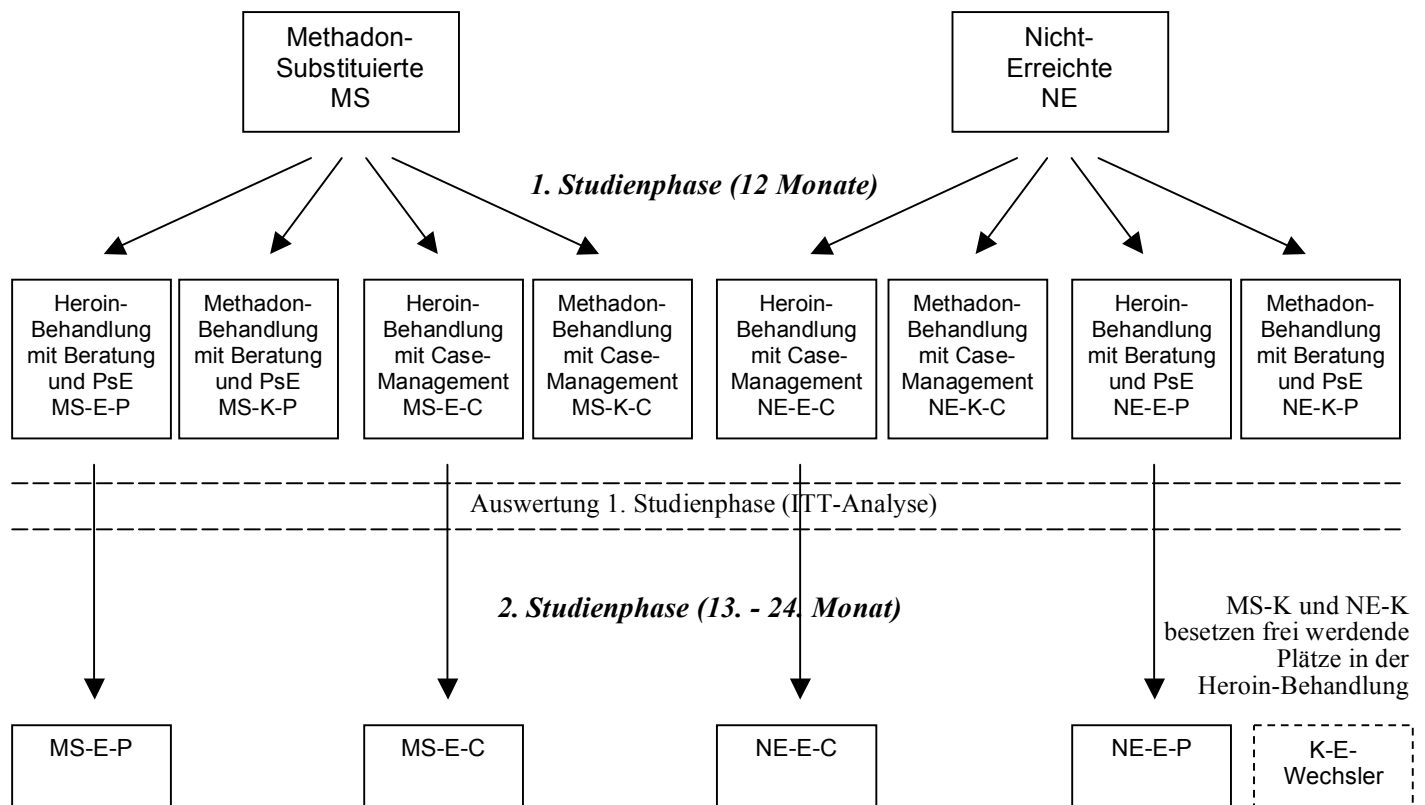 Methadon-
Substituierte
MS
Nicht-
Erreichte
NE
1. Studienphase (12 Monate)
Heroin-
Behandlung
mit Beratung
und PsE
MS-E-P
Methadon-
Behandlung
mit Beratung
und PsE
MS-K-P
Heroin-
Behandlung
mit Case-
Management
MS-E-C
Methadon-
Behandlung
mit Case-
Management
MS-K-C
Heroin-
Behandlung
mit Case-
Management
NE-E-C
Methadon-
Behandlung
mit Case-
Management
NE-K-C
Heroin-
Behandlung
mit Beratung
und PsE
NE-E-P
Methadon-
Behandlung
mit Beratung
und PsE
NE-K-P
Auswertung 1. Studienphase (ITT-Analyse)
2. Studienphase (13. - 24. Monat)
MS-K und NE-K
besetzen frei werdende
Plätze in der
Heroin-Behandlung
MS-E-P
MS-E-C
NE-E-C
NE-E-P
K-E-
Wechsler